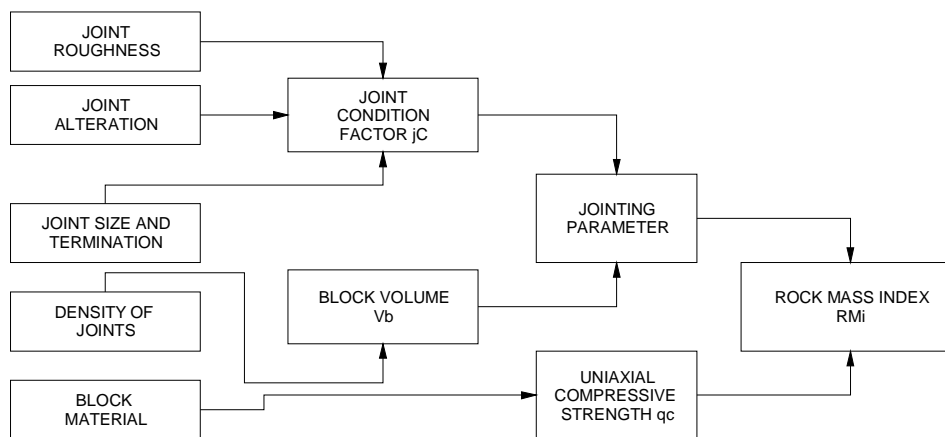 JOINT
ROUGHNESS
JOINT
ALTERATION
JOINT
CONDITION
FACTOR jC
JOINT SIZE AND
TERMINATION
JOINTING
PARAMETER
DENSITY OF
JOINTS
BLOCK VOLUME
Vb
ROCK MASS INDEX
RMi
BLOCK
MATERIAL
UNIAXIAL
COMPRESSIVE
STRENGTH qc